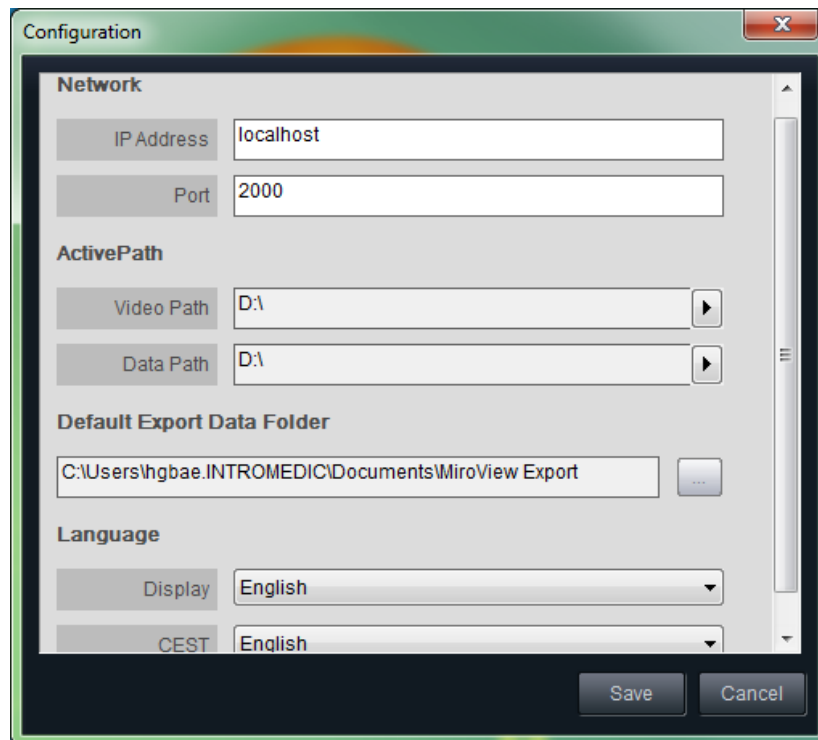 Configuration
Network
IP Address localhost
Port 2000
ActivePath
Video Path D:\
Data Path D:\
Default Export Data Folder
C:\Users\hgbae.INTROMEDIC\Documents\MiroView Export ...
Language
Display English
CEST English
Save Cancel